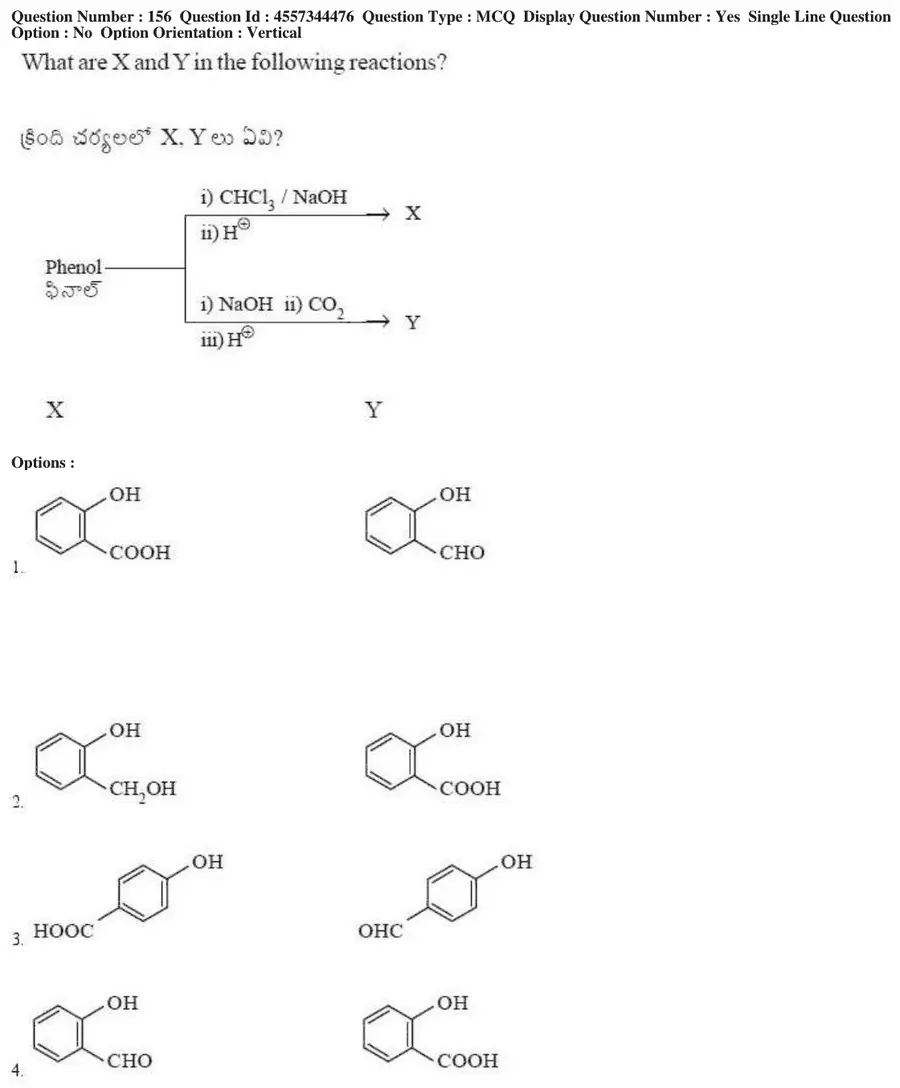 Question Number : 156 Question Id : 4557344476 Question Type : MCQ Display Question Number : Yes Single Line Question
Option : No Option Orientation : Vertical
What are X and Y in the following reactions?
క్రింది చర్యలలో X, Y లు ఏవి?
i) CHCl₃ / NaOH
X
ii) H⊕
Phenol
ఫినాల్
i) NaOH ii) CO₂
Y
iii) H⊕
X Y
Options :
OH OH
COOH CHO
1.
OH OH
CH₂OH COOH
2.
OH OH
HOOC OHC
3.
OH OH
CHO COOH
4.